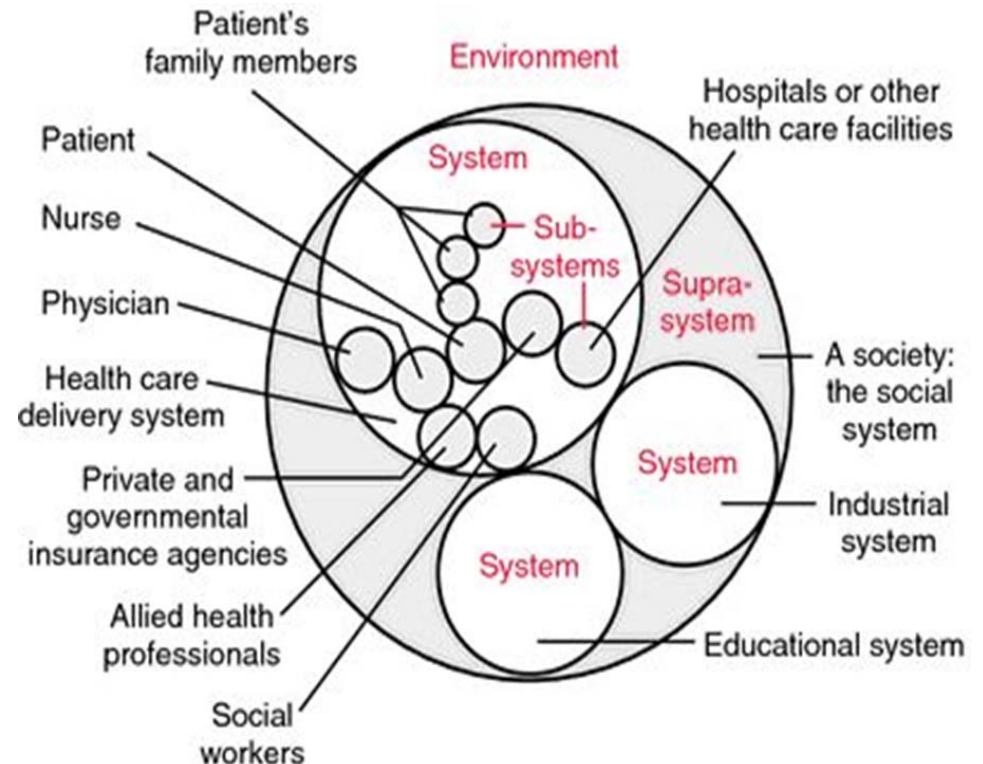 Patient's
family members
Environment
Hospitals or other
health care facilities
Patient
System
Nurse
Sub-
systems
Supra-
system
Physician
A society:
the social
system
Health care
delivery system
System
Private and
governmental
insurance agencies
Industrial
system
System
Allied health
professionals
Educational system
Social
workers